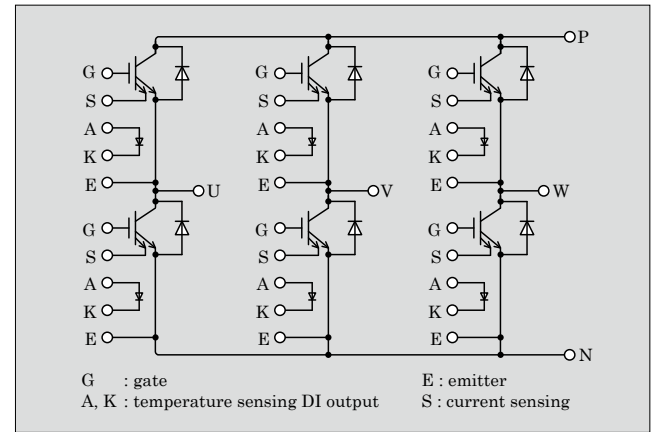 P
G G G
S S S
A A A
K K K
E E E
U V W
G G G
S S S
A A A
K K K
E E E
N
G : gate E : emitter
A, K : temperature sensing DI output S : current sensing